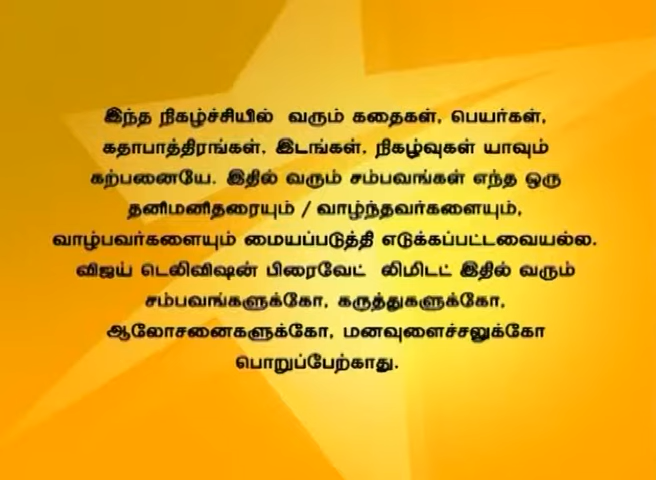 இந்த நிகழ்ச்சியில் வரும் கதைகள், பெயர்கள்,
கதாபாத்திரங்கள், இடங்கள், நிகழ்வுகள் யாவும்
கற்பனையே. இதில் வரும் சம்பவங்கள் எந்த ஒரு
தனிமனிதரையும் / வாழ்ந்தவர்களையும்,
வாழ்பவர்களையும் மையப்படுத்தி எடுக்கப்பட்டவையல்ல.
விஜய் டெலிவிஷன் பிரைவேட் லிமிடட் இதில் வரும்
சம்பவங்களுக்கோ, கருத்துகளுக்கோ,
ஆலோசனைகளுக்கோ, மனவுளைச்சலுக்கோ
பொறுப்பேற்காது.